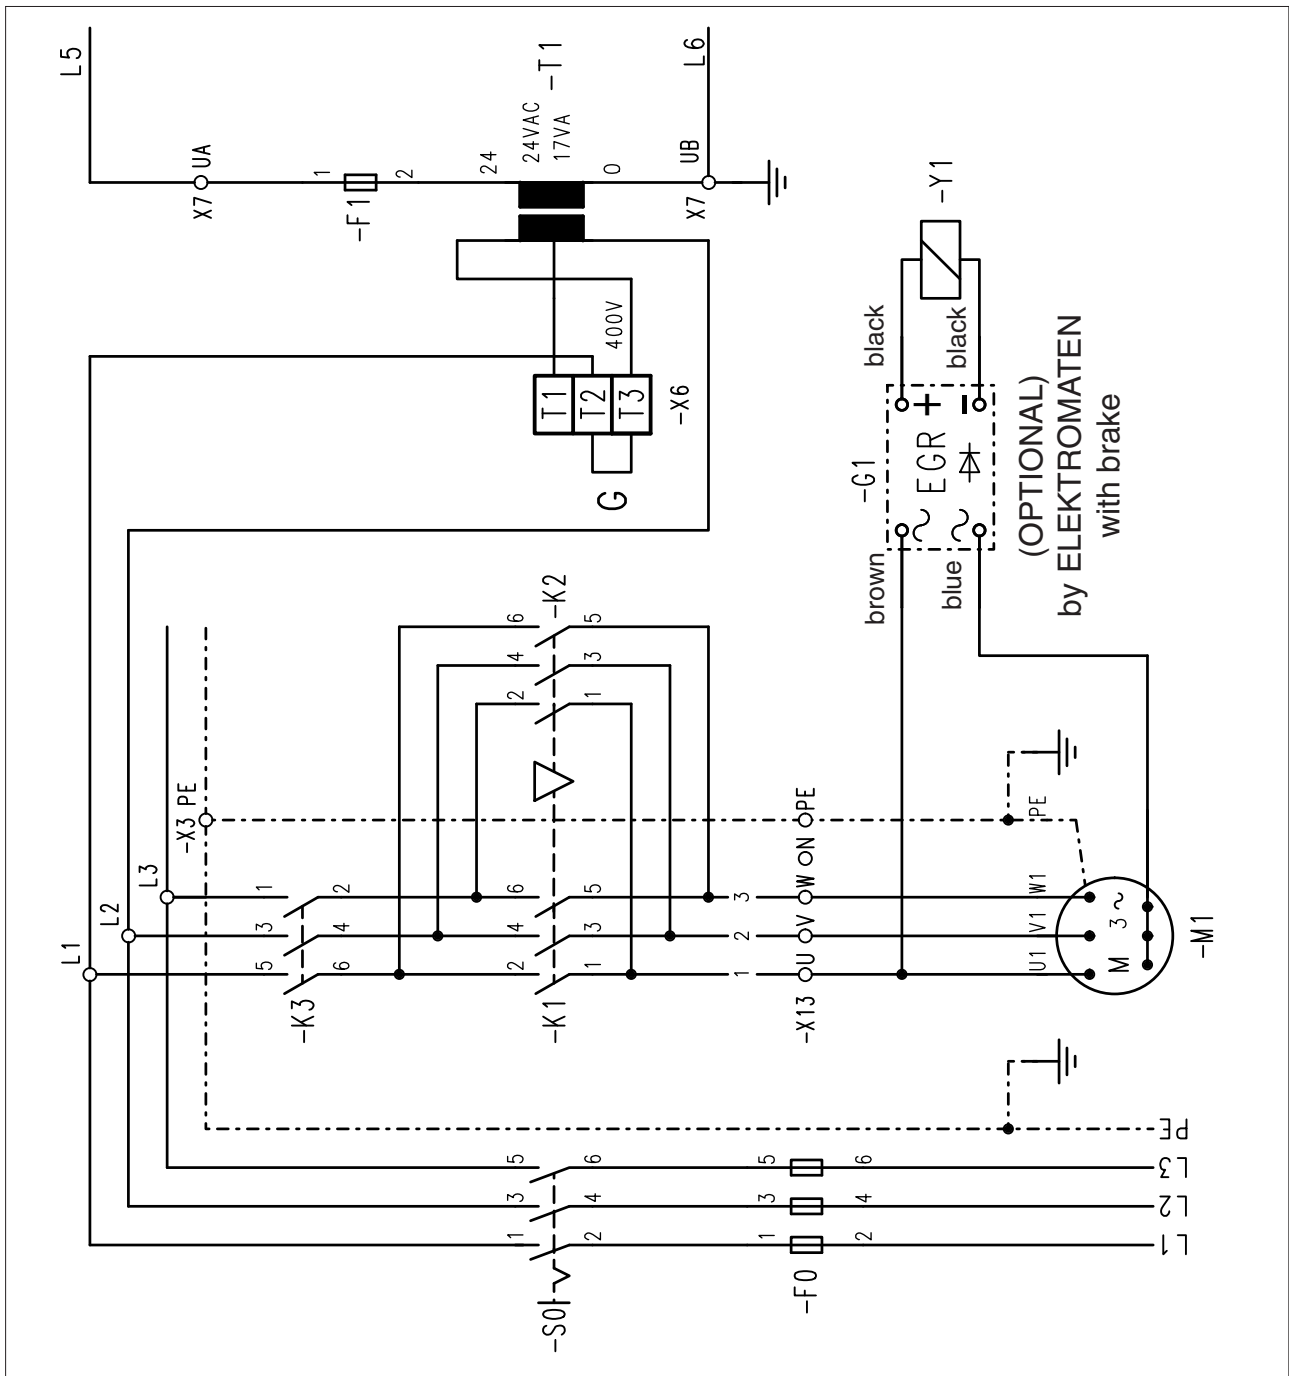 L1
L5
L2
L3
-X3 PE
X7 UA
5 3 1
-K3
1
6 4 2
-F1
2
24
1 3 5
2 4 6
2 4 6
24VAC
17VA
-T1
-S0
-K1
-K2
T1
T2
T3
G
400V
2 4 6
1 3 5
1 3 5
0
-X6
X7 UB
L6
1 2 3
1 3 5
-F0
-X13 U V W N PE
2 4 6
-G1
brown
black
EGR
+
-
-Y1
blue
black
(OPTIONAL)
by ELEKTROMATEN
with brake
U1 V1 W1 PE
M 3 ~
-M1
L1 L2 L3 PE